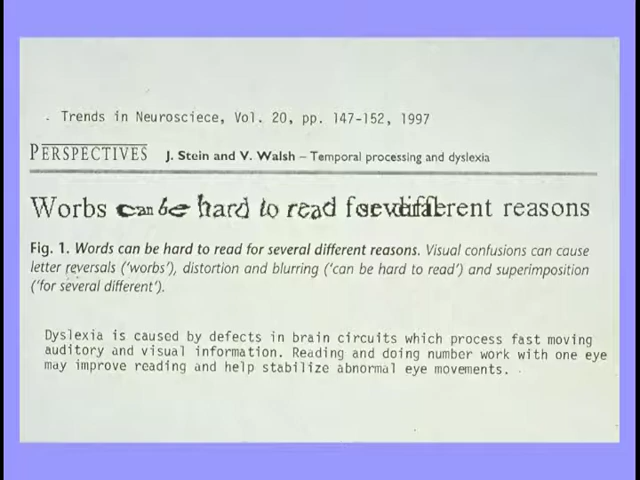 Trends in Neurosciece, Vol. 20, pp. 147-152, 1997
PERSPECTIVES J. Stein and V. Walsh – Temporal processing and dyslexia
Worbs can be hard to read for several different reasons
Fig. 1. Words can be hard to read for several different reasons. Visual confusions can cause
letter reversals ('worbs'), distortion and blurring ('can be hard to read') and superimposition
('for several different').
Dyslexia is caused by defects in brain circuits which process fast moving
auditory and visual information. Reading and doing number work with one eye
may improve reading and help stabilize abnormal eye movements.